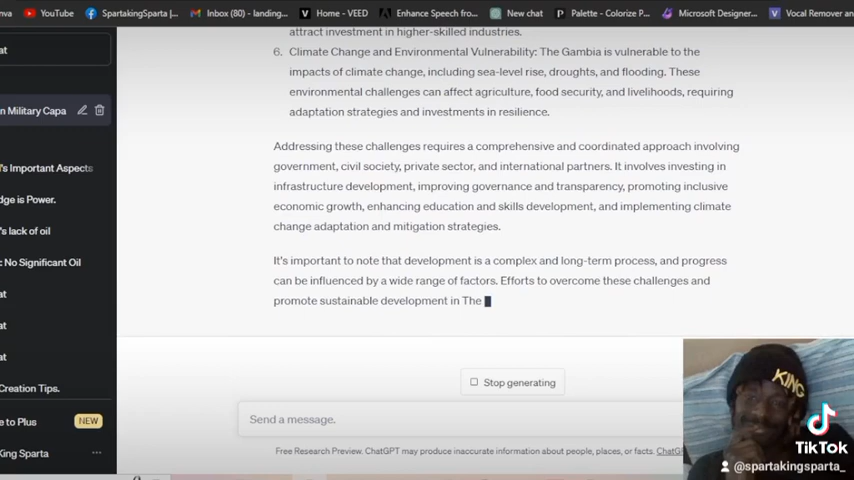 nva YouTube SpartakingSparta |... Inbox (80) - landing... Home - VEED Enhance Speech from... New chat Palette - Colorize P... Microsoft Designer... Vocal Remover an
at
n Military Capa
's Important Aspects
dge is Power.
's lack of oil
: No Significant Oil
at
at
at
Creation Tips.
e to Plus NEW
King Sparta ...
attract investment in higher-skilled industries.
6. Climate Change and Environmental Vulnerability: The Gambia is vulnerable to the
impacts of climate change, including sea-level rise, droughts, and flooding. These
environmental challenges can affect agriculture, food security, and livelihoods, requiring
adaptation strategies and investments in resilience.
Addressing these challenges requires a comprehensive and coordinated approach involving
government, civil society, private sector, and international partners. It involves investing in
infrastructure development, improving governance and transparency, promoting inclusive
economic growth, enhancing education and skills development, and implementing climate
change adaptation and mitigation strategies.
It's important to note that development is a complex and long-term process, and progress
can be influenced by a wide range of factors. Efforts to overcome these challenges and
promote sustainable development in The
Stop generating
Send a message.
Free Research Preview. ChatGPT may produce inaccurate information about people, places, or facts. ChatG
KING
TikTok
@spartakingsparta_